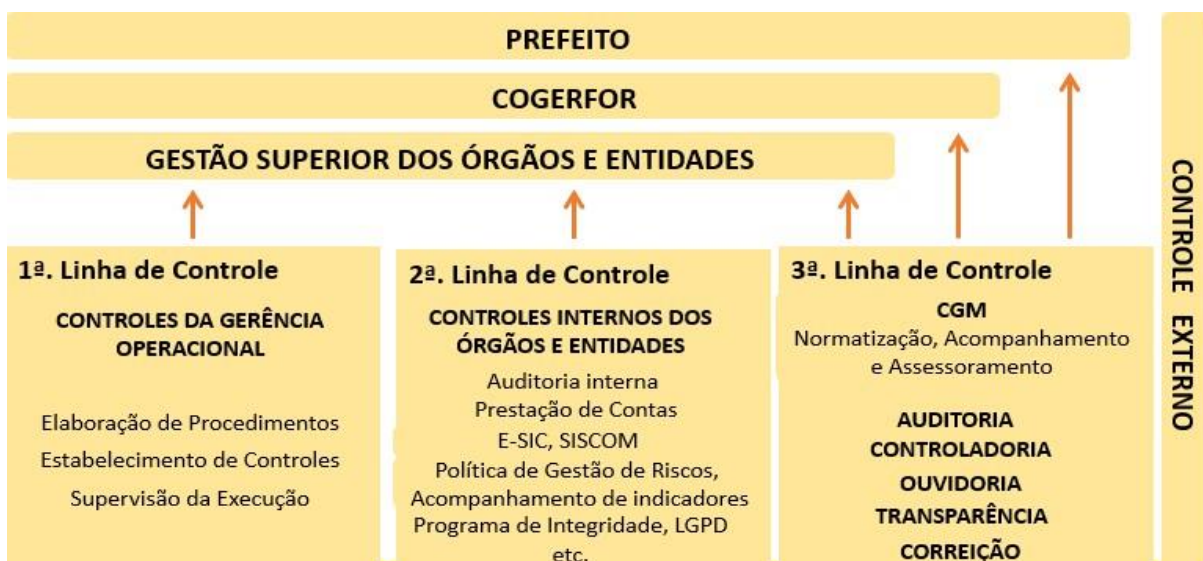 PREFEITO
COGERFOR
GESTÃO SUPERIOR DOS ÓRGÃOS E ENTIDADES
1ª. Linha de Controle
CONTROLES DA GERÊNCIA
OPERACIONAL
Elaboração de Procedimentos
Estabelecimento de Controles
Supervisão da Execução
2ª. Linha de Controle
CONTROLES INTERNOS DOS
ÓRGÃOS E ENTIDADES
Auditoria interna
Prestação de Contas
E-SIC, SISCOM
Política de Gestão de Riscos,
Acompanhamento de indicadores
Programa de Integridade, LGPD
etc.
3ª. Linha de Controle
CGM
Normatização, Acompanhamento
e Assessoramento
AUDITORIA
CONTROLADORIA
OUVIDORIA
TRANSPARÊNCIA
CORREIÇÃO
CONTROLE EXTERNO